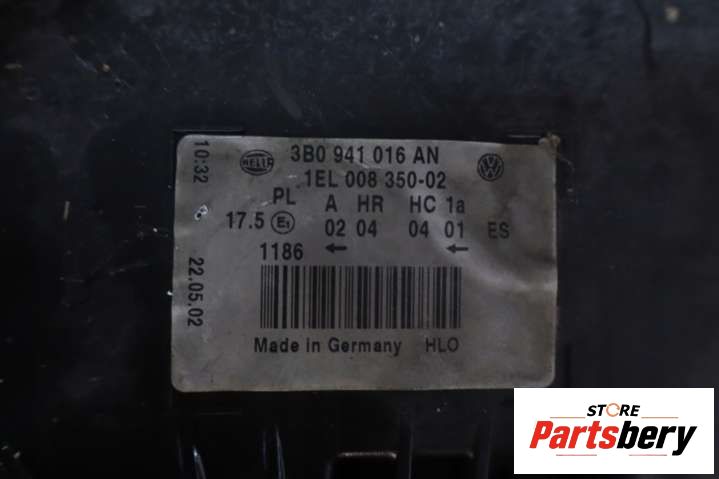 10:32
22.05.02
HELLA
3B0 941 016 AN
1EL 008 350-02
PL A HR HC 1a
17.5 E1 02 04 04 01 ES
1186 ← ←
Made in Germany HLO
STORE
Partsbery